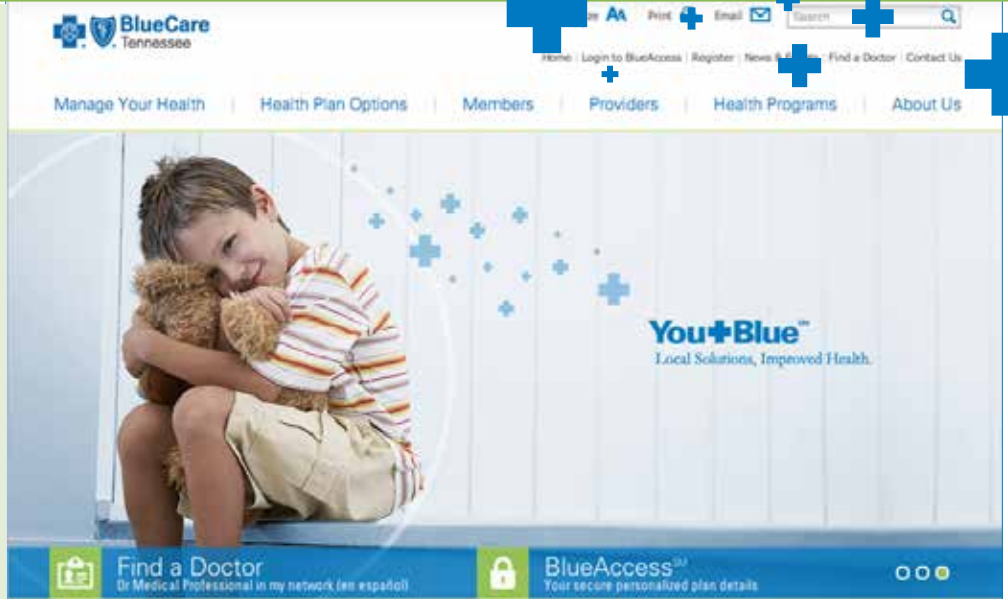 BlueCare
Tennessee
AA Print Email Search
Home Login to BlueAccess Register News & Find a Doctor Contact Us
Manage Your Health Health Plan Options Members Providers Health Programs About Us
You+Blue℠
Local Solutions, Improved Health.
Find a Doctor
Or Medical Professional in my network (en español)
BlueAccess℠
Your secure personalized plan details